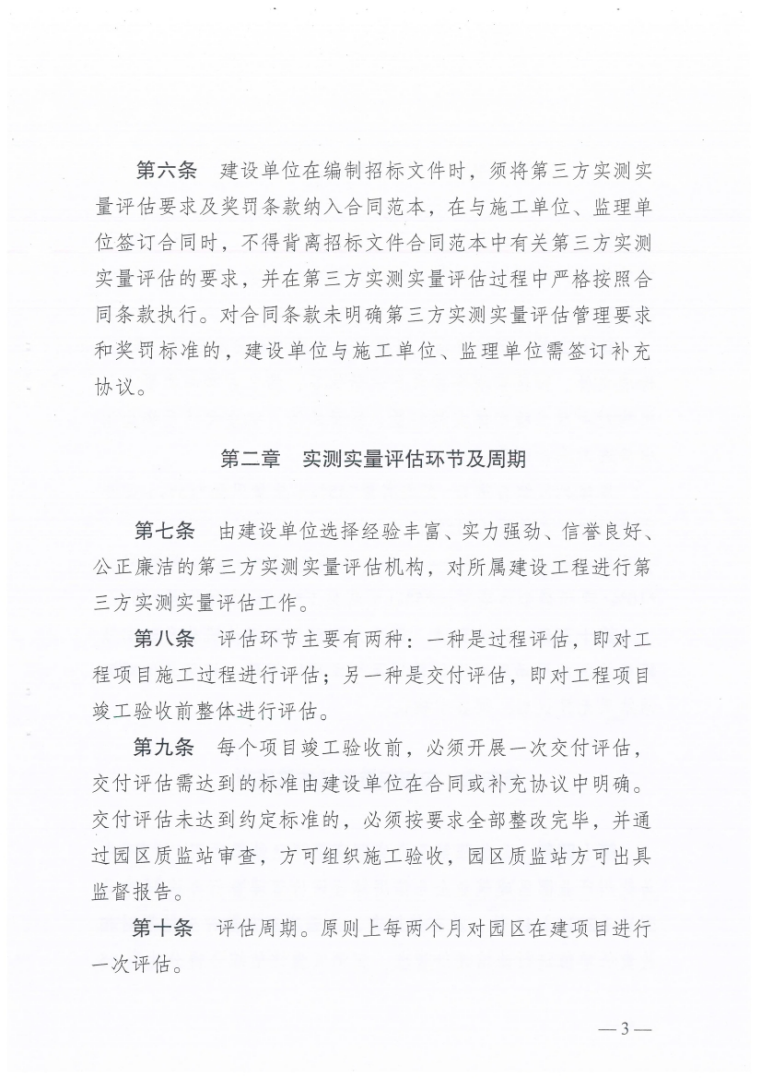 第六条 建设单位在编制招标文件时，须将第三方实测实
量评估要求及奖罚条款纳入合同范本，在与施工单位、监理单
位签订合同时，不得背离招标文件合同范本中有关第三方实测
实量评估的要求，并在第三方实测实量评估过程中严格按照合
同条款执行。对合同条款未明确第三方实测实量评估管理要求
和奖罚标准的，建设单位与施工单位、监理单位需签订补充
协议。
第二章 实测实量评估环节及周期
第七条 由建设单位选择经验丰富、实力强劲、信誉良好、
公正廉洁的第三方实测实量评估机构，对所属建设工程进行第
三方实测实量评估工作。
第八条 评估环节主要有两种：一种是过程评估，即对工
程项目施工过程进行评估；另一种是交付评估，即对工程项目
竣工验收前整体进行评估。
第九条 每个项目竣工验收前，必须开展一次交付评估，
交付评估需达到的标准由建设单位在合同或补充协议中明确。
交付评估未达到约定标准的，必须按要求全部整改完毕，并通
过园区质监站审查，方可组织施工验收，园区质监站方可出具
监督报告。
第十条 评估周期。原则上每两个月对园区在建项目进行
一次评估。
—3—